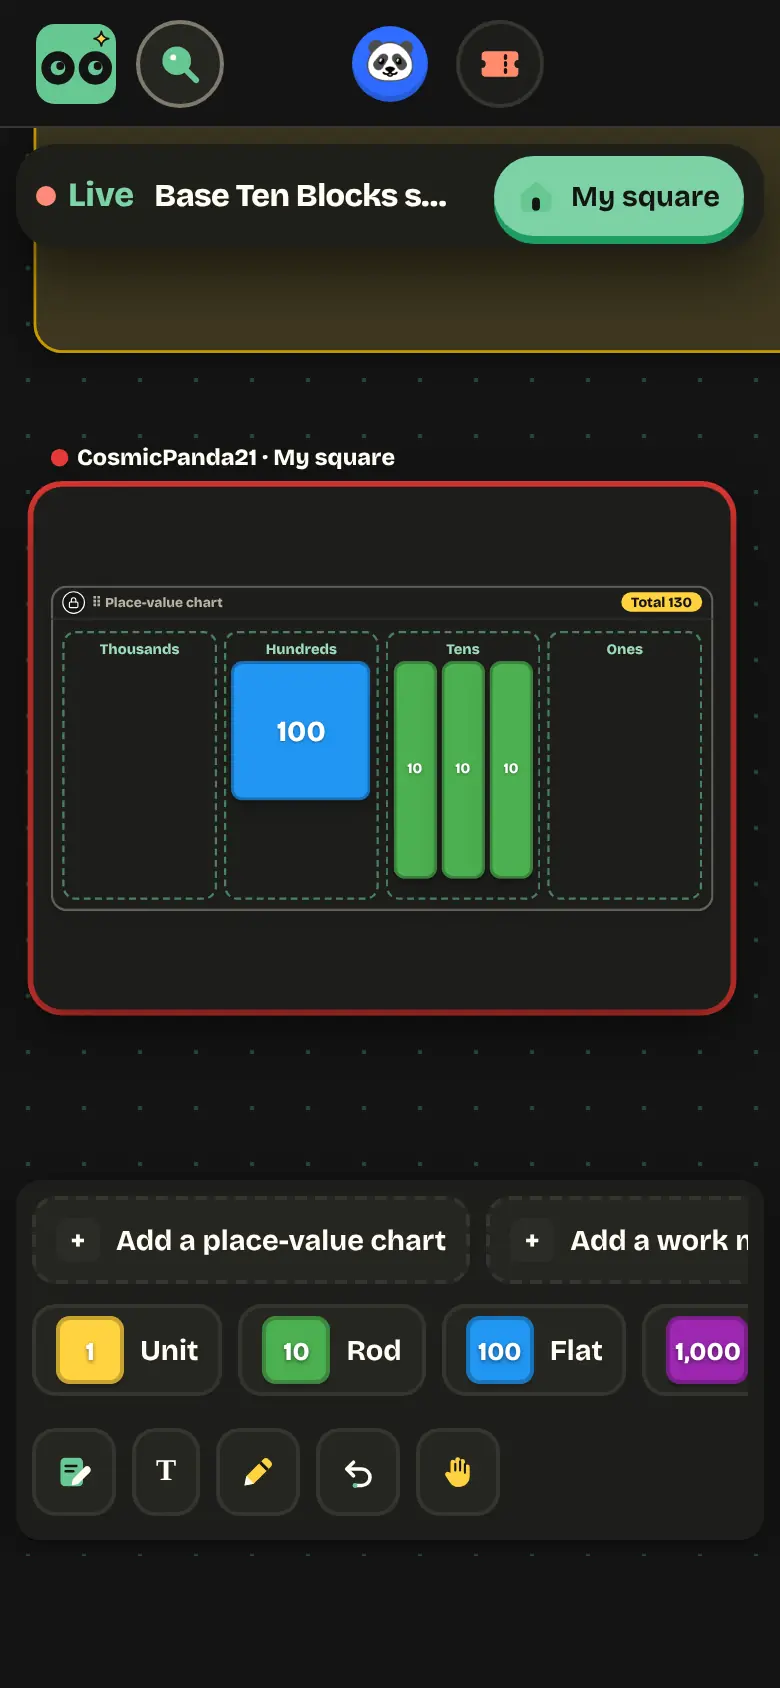 Live Base Ten Blocks s...
My square
CosmicPanda21 · My square
Place-value chart
Total 130
Thousands
Hundreds
Tens
Ones
100
10
10
10
+ Add a place-value chart
+ Add a work
1 Unit
10 Rod
100 Flat
1,000
T